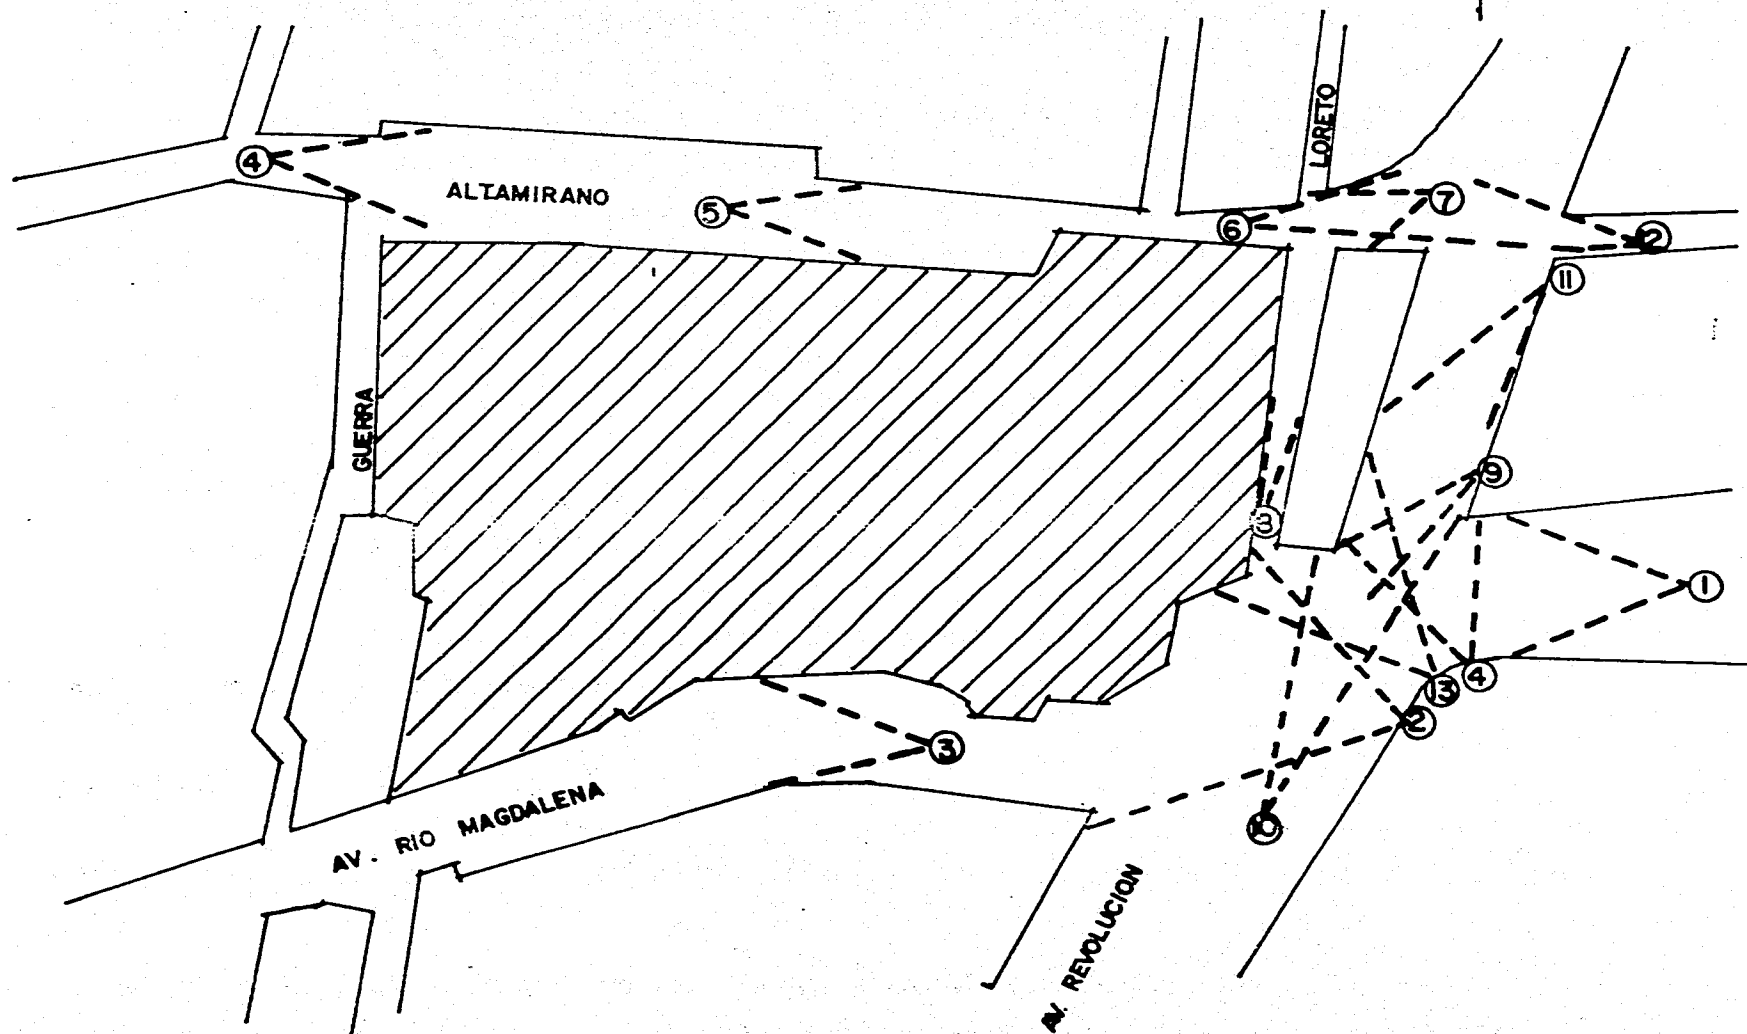 LORETO
④
ALTAMIRANO
⑤
⑥
⑦
②
⑪
GUERRA
⑨
①
④
⑬
②
③
AV. RIO MAGDALENA
⑩
AV. REVOLUCION